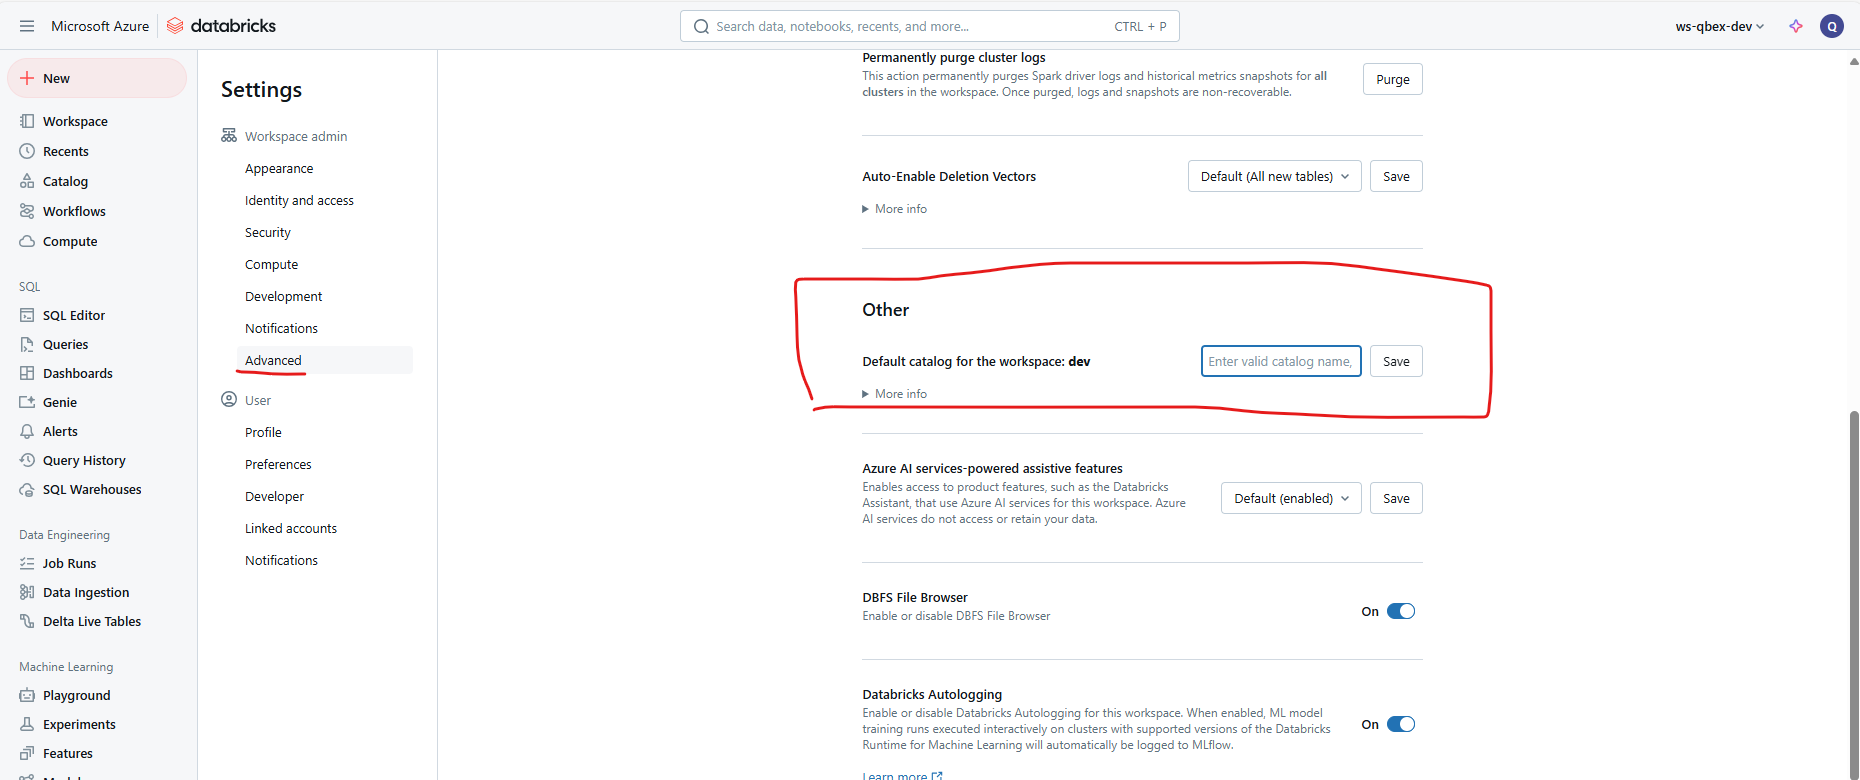 Microsoft Azure
databricks
Search data, notebooks, recents, and more...
CTRL + P
ws-qbex-dev
Q
New
Workspace
Recents
Catalog
Workflows
Compute
SQL
SQL Editor
Queries
Dashboards
Genie
Alerts
Query History
SQL Warehouses
Data Engineering
Job Runs
Data Ingestion
Delta Live Tables
Machine Learning
Playground
Experiments
Features
Settings
Workspace admin
Appearance
Identity and access
Security
Compute
Development
Notifications
Advanced
User
Profile
Preferences
Developer
Linked accounts
Notifications
Permanently purge cluster logs
This action permanently purges Spark driver logs and historical metrics snapshots for all
clusters in the workspace. Once purged, logs and snapshots are non-recoverable.
Purge
Auto-Enable Deletion Vectors
Default (All new tables)
Save
More info
Other
Default catalog for the workspace: dev
Enter valid catalog name,
Save
More info
Azure AI services-powered assistive features
Enables access to product features, such as the Databricks
Assistant, that use Azure AI services for this workspace. Azure
AI services do not access or retain your data.
Default (enabled)
Save
DBFS File Browser
Enable or disable DBFS File Browser
On
Databricks Autologging
Enable or disable Databricks Autologging for this workspace. When enabled, ML model
training runs executed interactively on clusters with supported versions of the Databricks
Runtime for Machine Learning will automatically be logged to MLflow.
On
Learn more